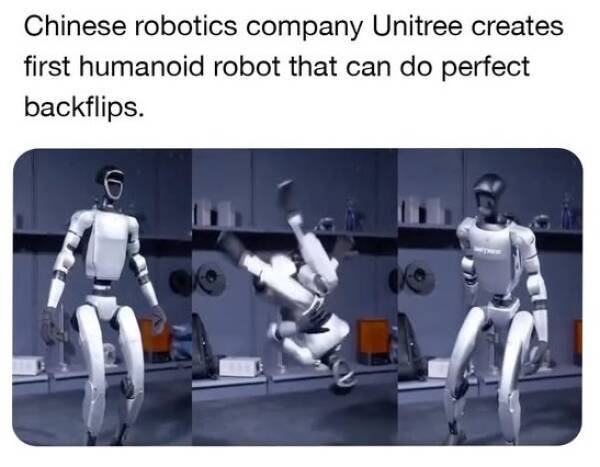 Chinese robotics company Unitree creates
first humanoid robot that can do perfect
backflips.